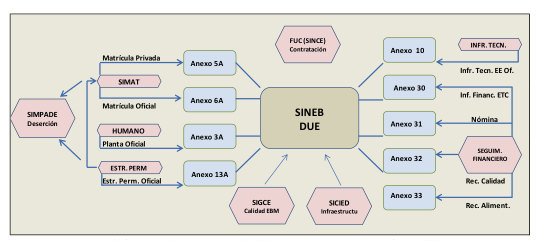 FUC (SINCE)
Contratación
Matrícula Privada
Anexo 5A
SIMAT
Matrícula Oficial
Anexo 6A
SIMPADE
Deserción
HUMANO
Planta Oficial
Anexo 3A
ESTR. PERM
Estr. Perm. Oficial
Anexo 13A
SINEB
DUE
SIGCE
Calidad EBM
SICIED
Infraestructu
Anexo 10
INFR. TECN.
Infr. Tecn. EE Of.
Anexo 30
Inf. Financ. ETC
Anexo 31
Nómina
Anexo 32
SEGUIM.
FINANCIERO
Rec. Calidad
Anexo 33
Rec. Aliment.